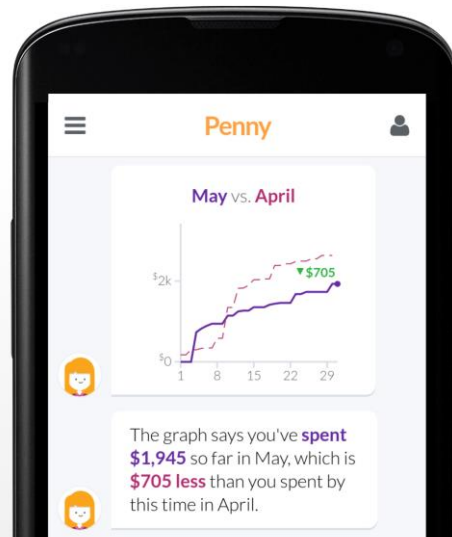 Penny
May vs. April
▼$705
$2k
$0
1 8 15 22 29
The graph says you've spent
$1,945 so far in May, which is
$705 less than you spent by
this time in April.